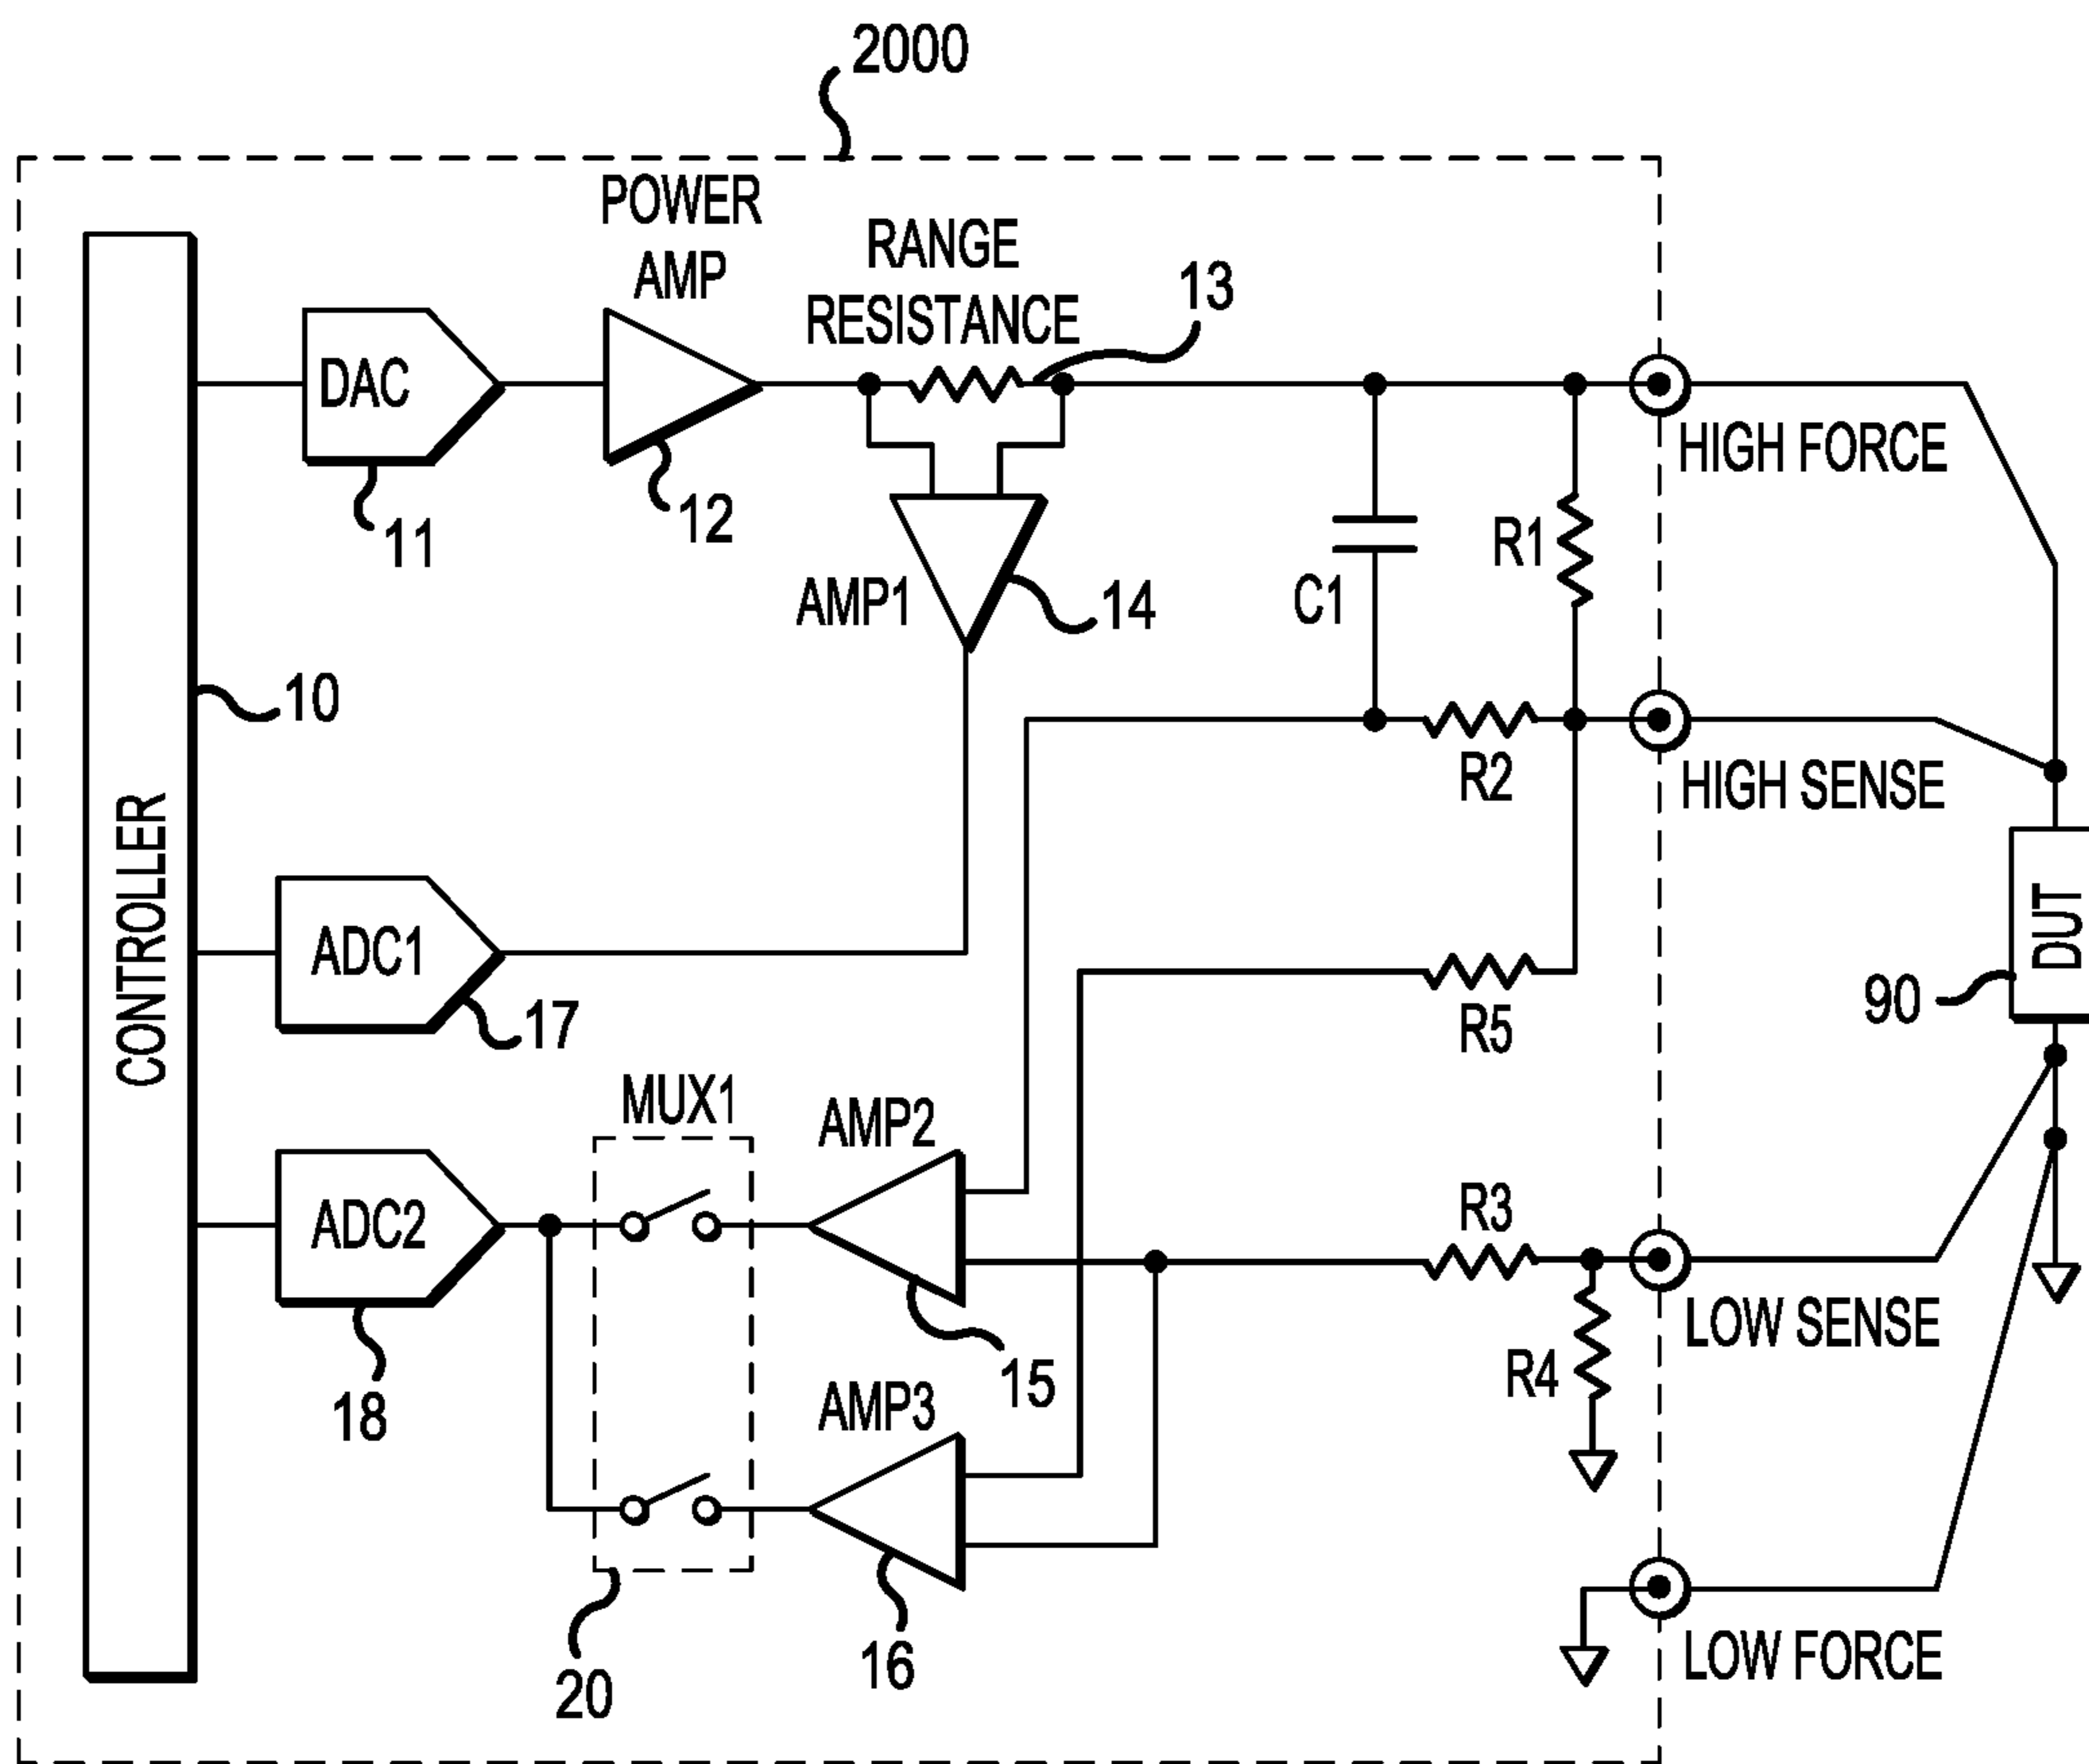 2000
POWER
AMP
RANGE
RESISTANCE
13
DAC
HIGH FORCE
11
12
R1
AMP1
14
C1
10
R2
HIGH SENSE
CONTROLLER
ADC1
DUT
17
R5
90
MUX1
AMP2
ADC2
R3
LOW SENSE
15
R4
18
AMP3
16
LOW FORCE
20